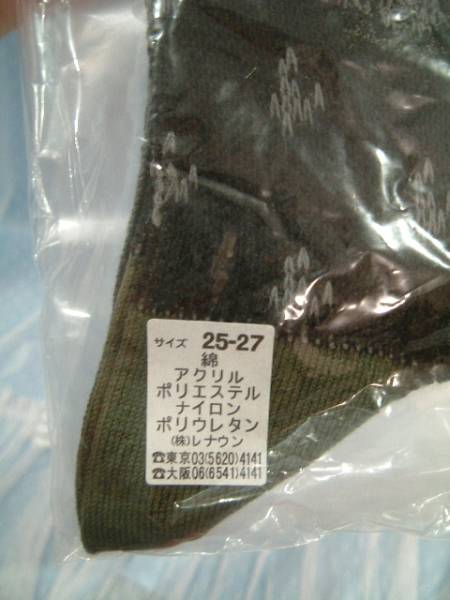 サイズ 25-27
綿
アクリル
ポリエステル
ナイロン
ポリウレタン
(株)レナウン
☎東京03(5620)4141
☎大阪06(6541)4141